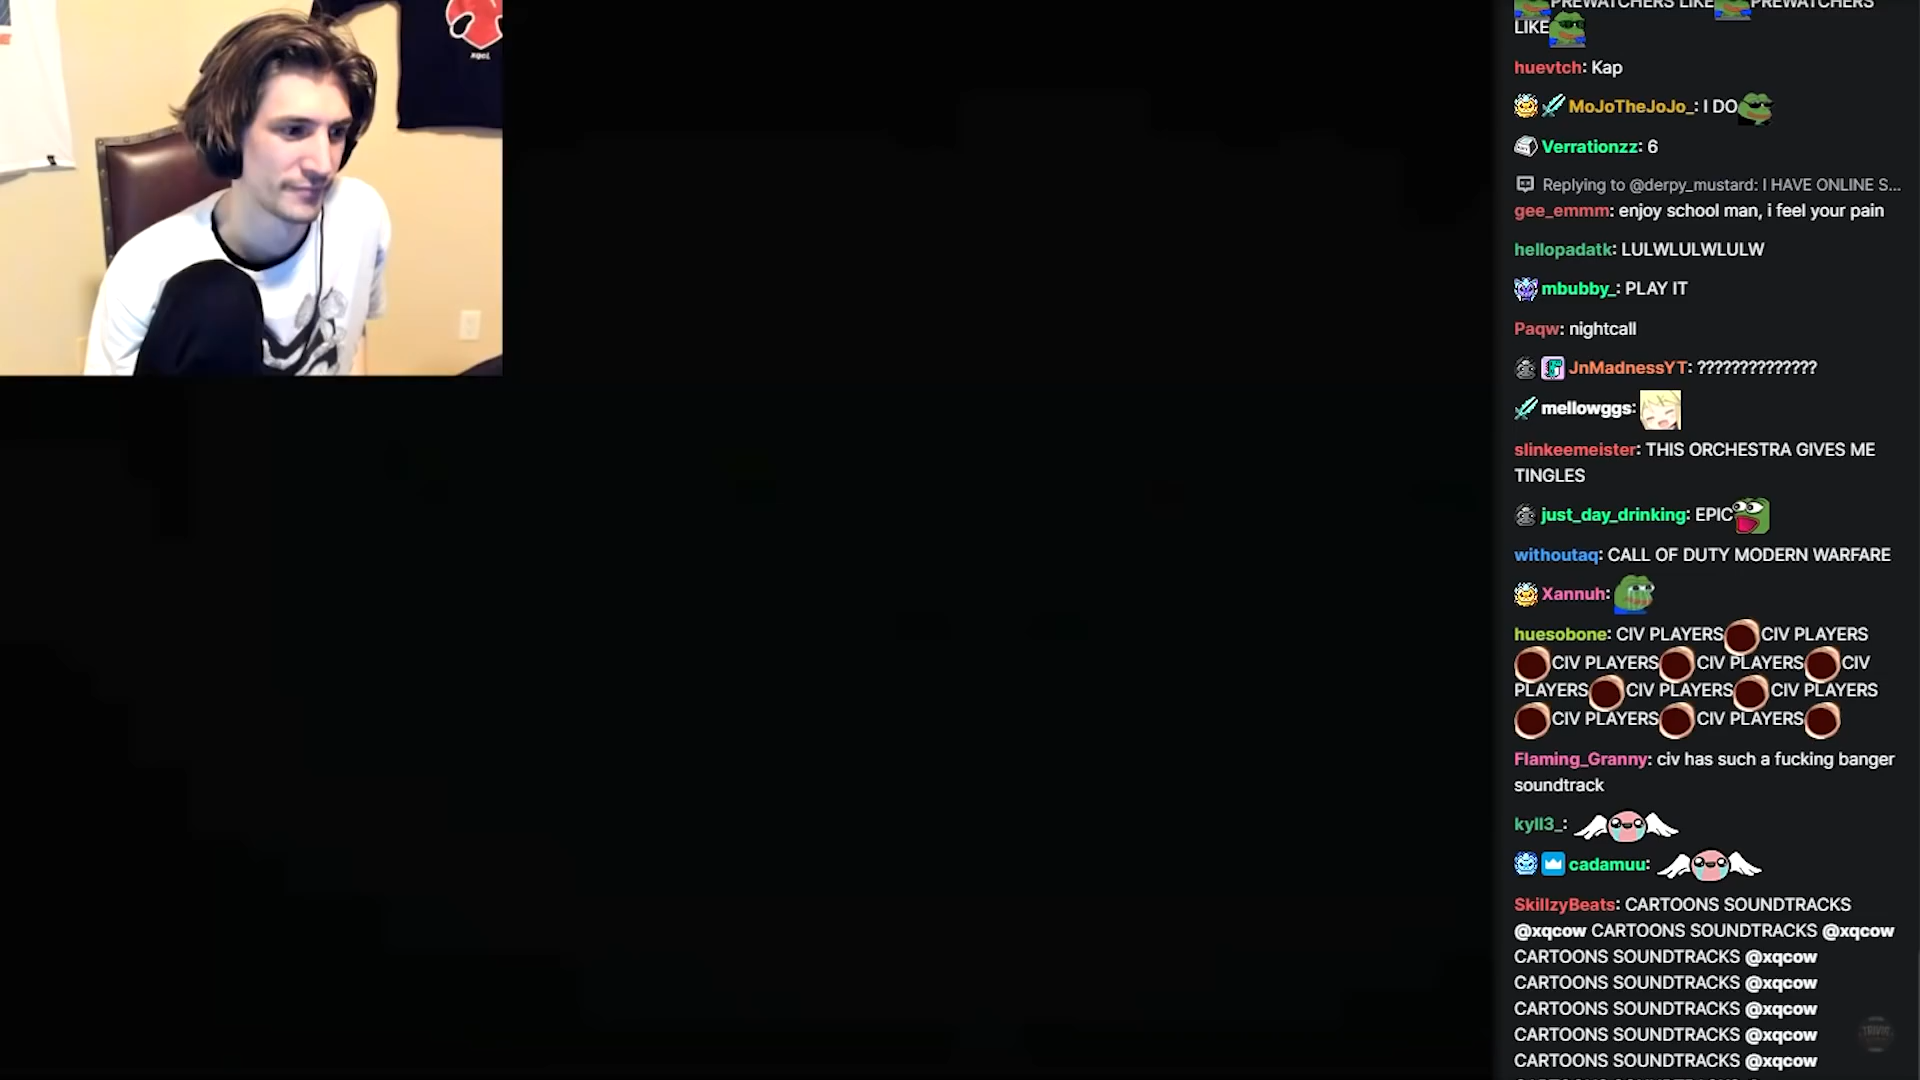 PREWATCHERS LIKE PREWATCHERS
LIKE
huevtch: Kap
MoJoTheJoJo_: I DO
Verrationzz: 6
Replying to @derpy_mustard: I HAVE ONLINE S...
gee_emmm: enjoy school man, i feel your pain
hellopadatk: LULWLULWLULW
mbubby_: PLAY IT
Paqw: nightcall
JnMadnessYT: ??????????????
mellowggs:
slinkeemeister: THIS ORCHESTRA GIVES ME
TINGLES
just_day_drinking: EPIC
withoutaq: CALL OF DUTY MODERN WARFARE
Xannuh:
huesobone: CIV PLAYERS CIV PLAYERS
CIV PLAYERS CIV PLAYERS CIV
PLAYERS CIV PLAYERS CIV PLAYERS
CIV PLAYERS CIV PLAYERS
Flaming_Granny: civ has such a fucking banger
soundtrack
kyll3_:
cadamuu:
SkillzyBeats: CARTOONS SOUNDTRACKS
@xqcow CARTOONS SOUNDTRACKS @xqcow
CARTOONS SOUNDTRACKS @xqcow
CARTOONS SOUNDTRACKS @xqcow
CARTOONS SOUNDTRACKS @xqcow
CARTOONS SOUNDTRACKS @xqcow
CARTOONS SOUNDTRACKS @xqcow